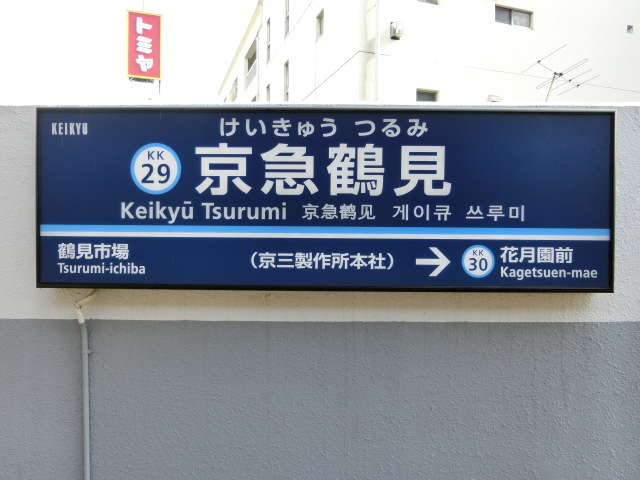 トミヤ
KEIKYU
けいきゅう つるみ
KK 29 京急鶴見
Keikyū Tsurumi 京急鹤见 게이큐 쓰루미
鶴見市場 (京三製作所本社) → KK 30 花月園前
Tsurumi-ichiba Kagetsuen-mae